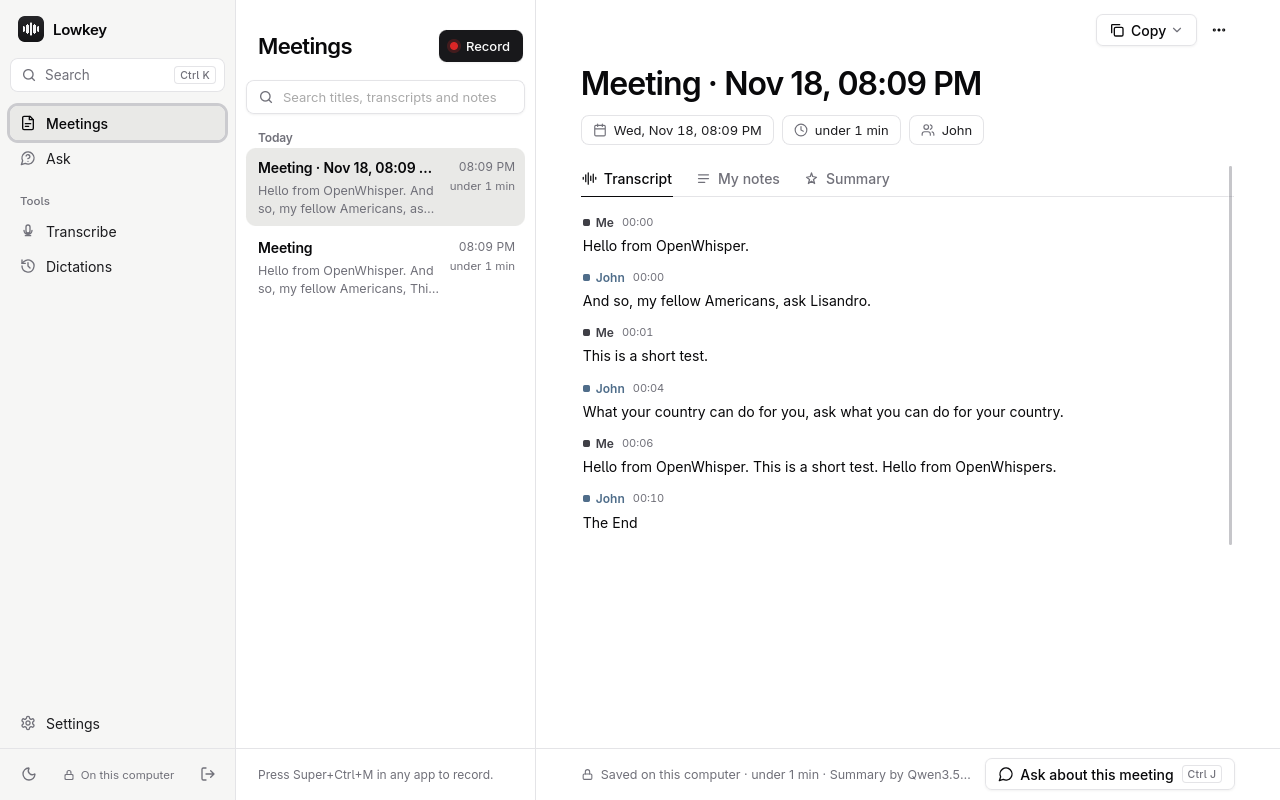 Lowkey
Search
Ctrl K
Meetings
Ask
Tools
Transcribe
Dictations
Settings
On this computer
Meetings
Record
Search titles, transcripts and notes
Today
Meeting · Nov 18, 08:09 ...
08:09 PM
Hello from OpenWhisper. And
under 1 min
so, my fellow Americans, as...
Meeting
08:09 PM
Hello from OpenWhisper. And
under 1 min
so, my fellow Americans, Thi...
Press Super+Ctrl+M in any app to record.
Copy
Meeting · Nov 18, 08:09 PM
Wed, Nov 18, 08:09 PM
under 1 min
John
Transcript
My notes
Summary
Me 00:00
Hello from OpenWhisper.
John 00:00
And so, my fellow Americans, ask Lisandro.
Me 00:01
This is a short test.
John 00:04
What your country can do for you, ask what you can do for your country.
Me 00:06
Hello from OpenWhisper. This is a short test. Hello from OpenWhispers.
John 00:10
The End
Saved on this computer · under 1 min · Summary by Qwen3.5...
Ask about this meeting
Ctrl J